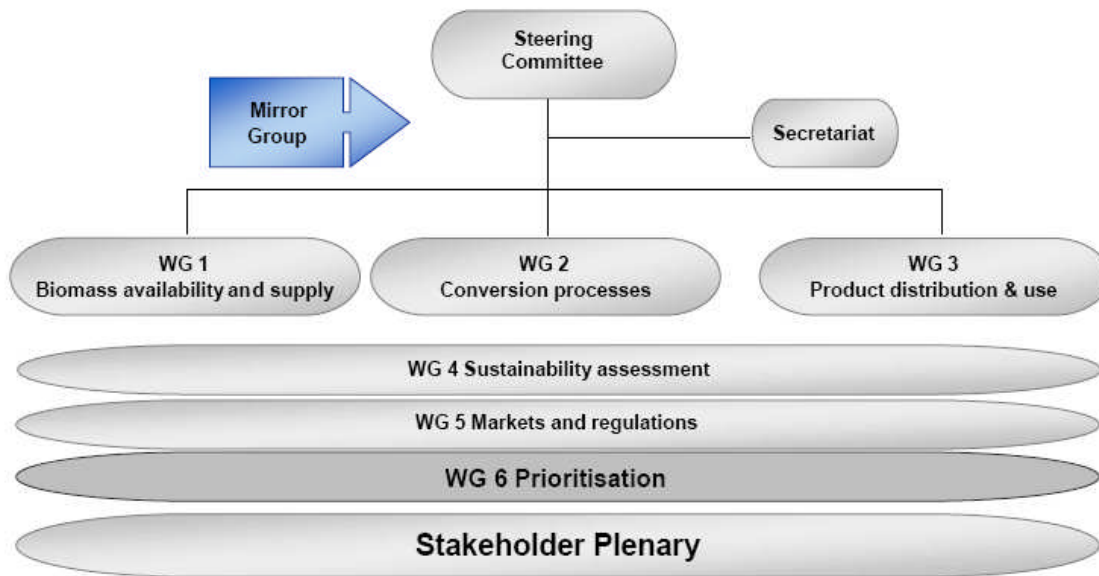 Steering
Committee
Mirror
Group
Secretariat
WG 1
Biomass availability and supply
WG 2
Conversion processes
WG 3
Product distribution & use
WG 4 Sustainability assessment
WG 5 Markets and regulations
WG 6 Prioritisation
Stakeholder Plenary